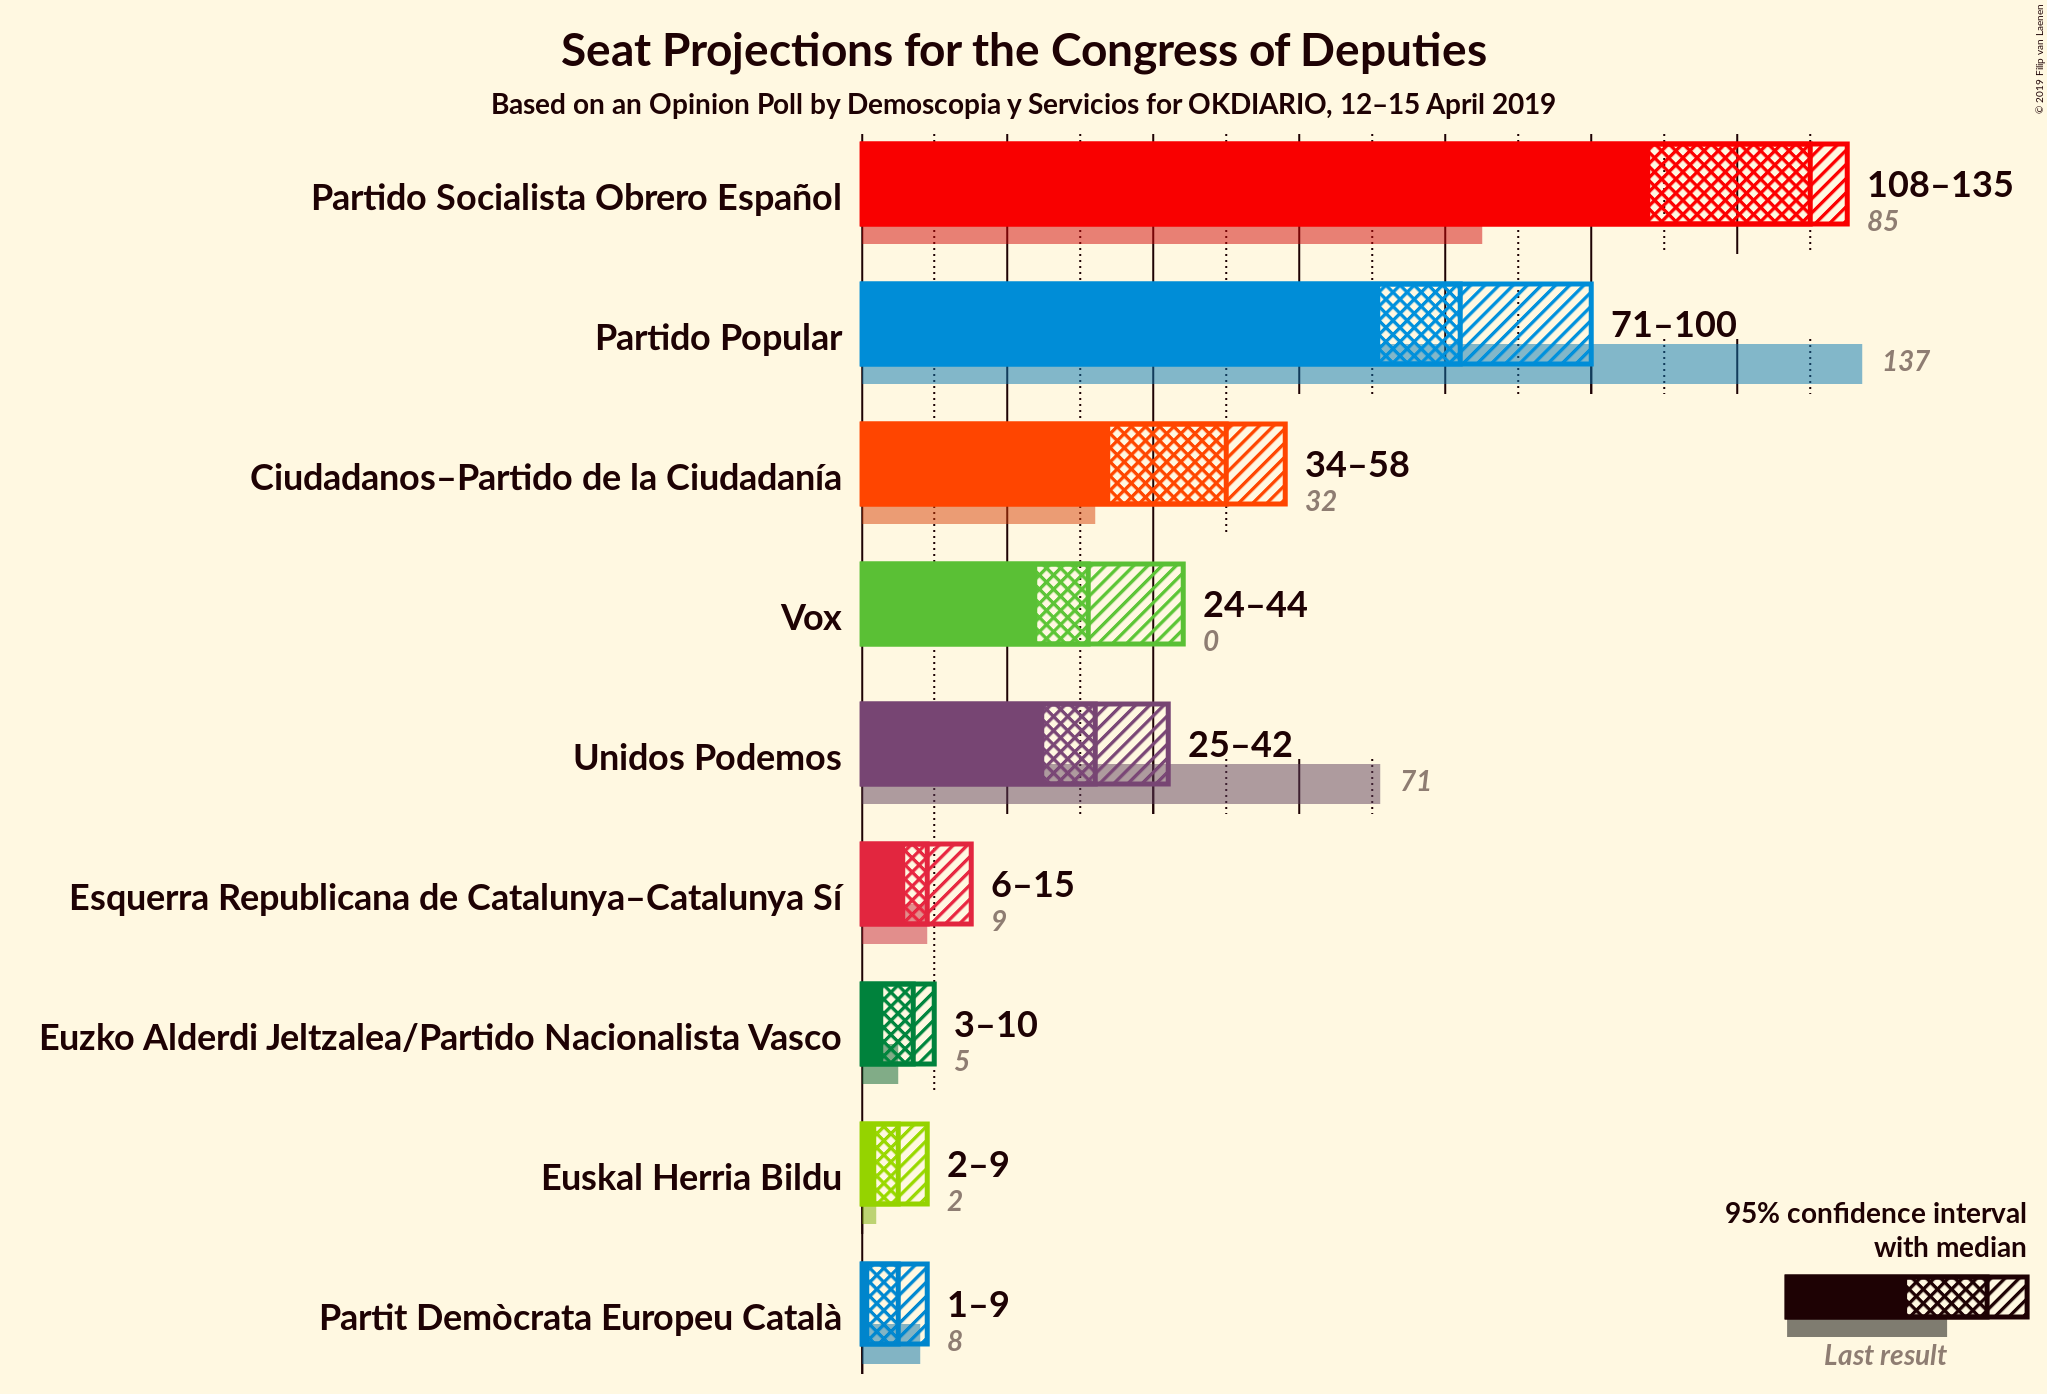 Seat Projections for the Congress of Deputies
Based on an Opinion Poll by Demoscopia y Servicios for OKDIARIO, 12–15 April 2019
© 2019 Filip van Laenen
Partido Socialista Obrero Español
108–135
85
Partido Popular
71–100
137
Ciudadanos–Partido de la Ciudadanía
34–58
32
Vox
24–44
0
Unidos Podemos
25–42
71
Esquerra Republicana de Catalunya–Catalunya Sí
6–15
9
Euzko Alderdi Jeltzalea/Partido Nacionalista Vasco
3–10
5
Euskal Herria Bildu
2–9
2
Partit Demòcrata Europeu Català
1–9
8
95% confidence interval
with median
Last result